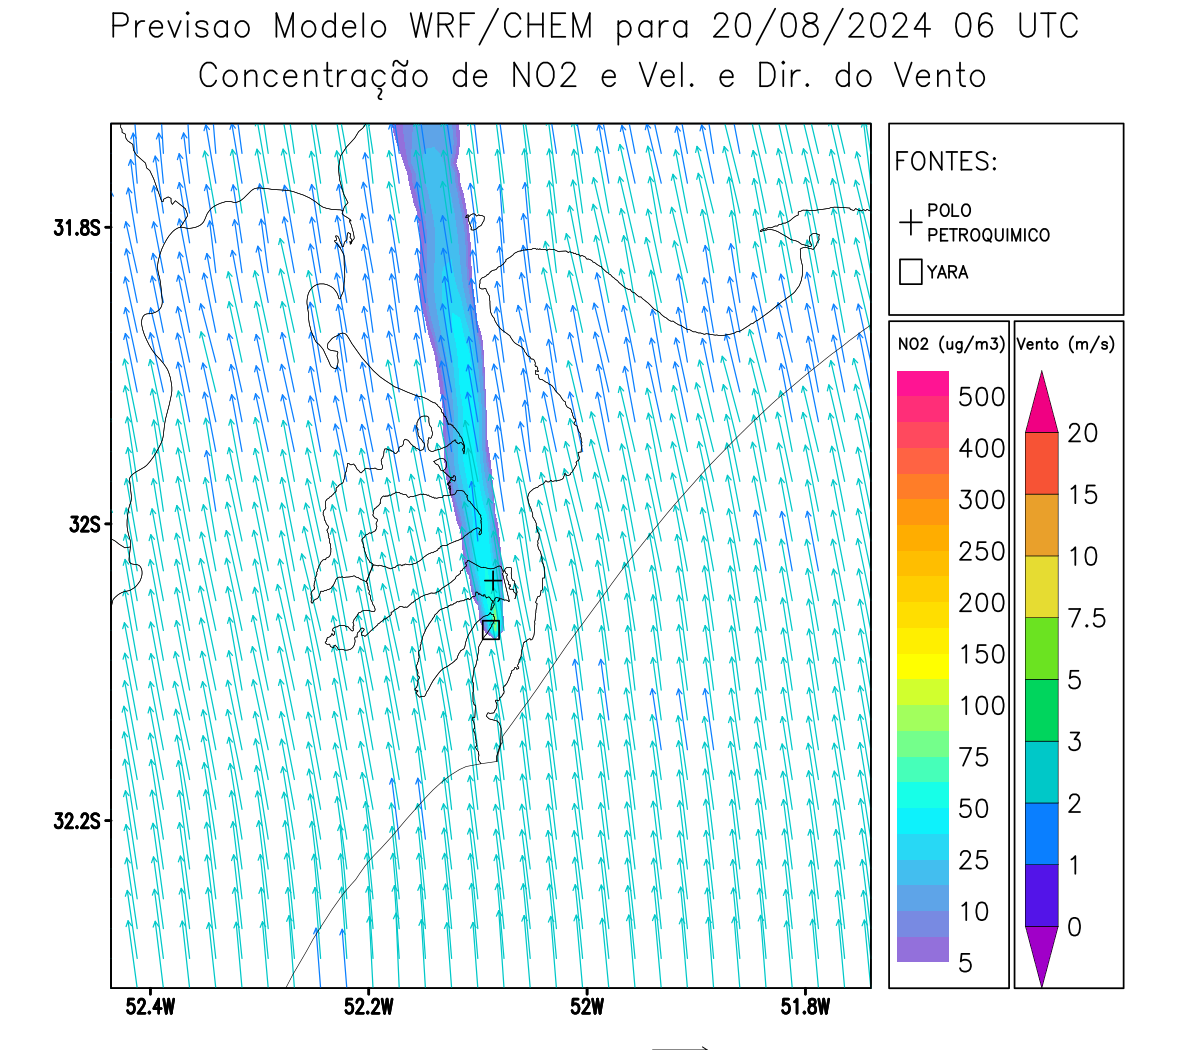 Previsao Modelo WRF/CHEM para 20/08/2024 06 UTC
Concentração de NO2 e Vel. e Dir. do Vento
FONTES:
POLO
PETROQUIMICO
YARA
NO2 (ug/m3)
500
400
300
250
200
150
100
75
50
25
10
5
Vento (m/s)
20
15
10
7.5
5
3
2
1
0
31.8S
32S
32.2S
52.4W 52.2W 52W 51.8W